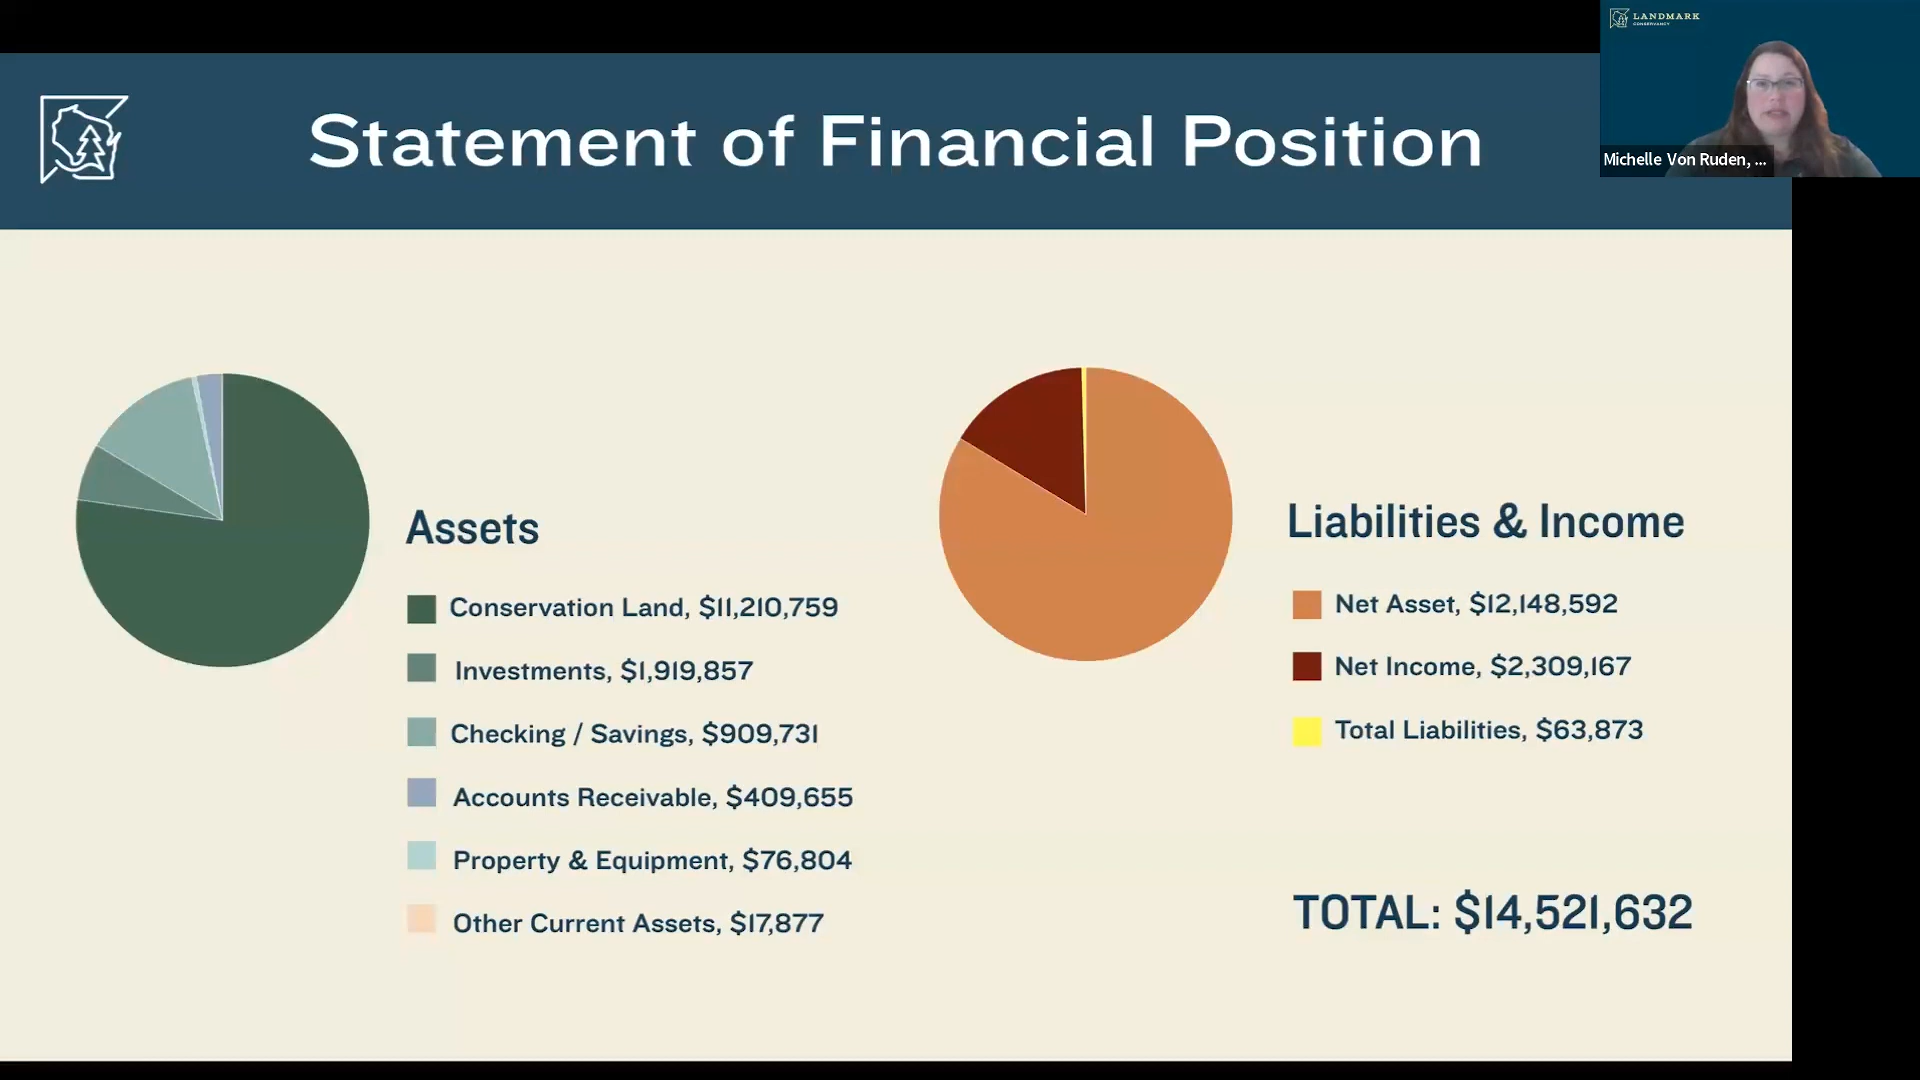 LANDMARK
CONSERVANCY
Michelle Von Ruden, ...
Statement of Financial Position
Assets
Conservation Land, $11,210,759
Investments, $1,919,857
Checking / Savings, $909,731
Accounts Receivable, $409,655
Property & Equipment, $76,804
Other Current Assets, $17,877
Liabilities & Income
Net Asset, $12,148,592
Net Income, $2,309,167
Total Liabilities, $63,873
TOTAL: $14,521,632